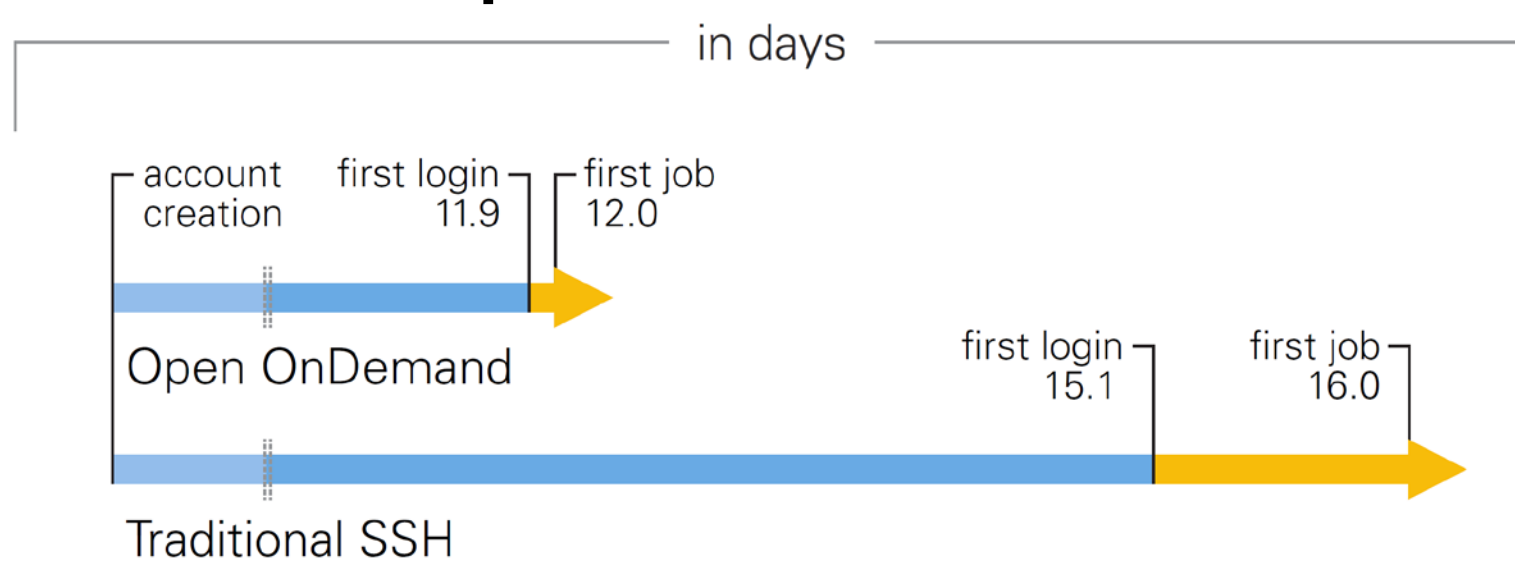 in days
account
creation
first login
11.9
first job
12.0
Open OnDemand
first login
15.1
first job
16.0
Traditional SSH